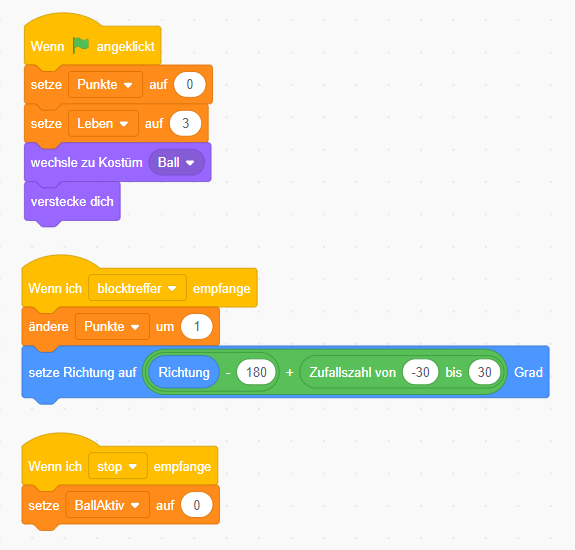 Wenn angeklickt
setze Punkte auf 0
setze Leben auf 3
wechsle zu Kostüm Ball
verstecke dich
Wenn ich blocktreffer empfange
ändere Punkte um 1
setze Richtung auf Richtung - 180 + Zufallszahl von -30 bis 30 Grad
Wenn ich stop empfange
setze BallAktiv auf 0